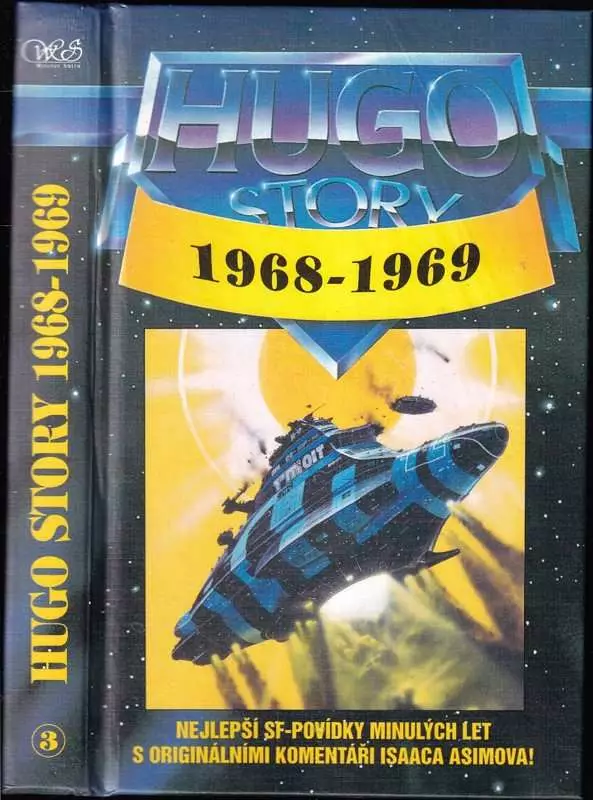 HUGO
STORY
1968-1969
NEJLEPŠÍ SF-POVÍDKY MINULÝCH LET
S ORIGINÁLNÍMI KOMENTÁŘI ISAACA ASIMOVA!
HUGO STORY 1968-1969
3